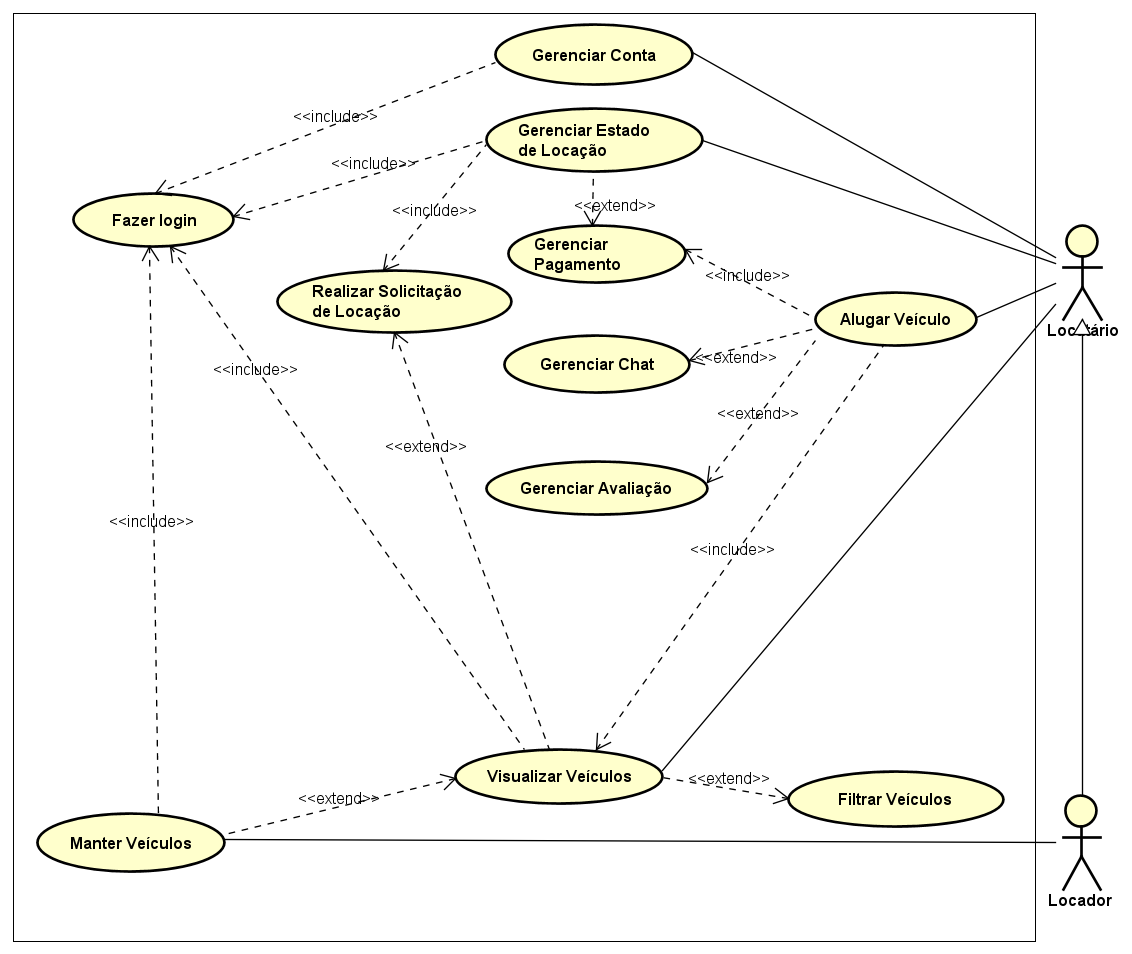 Gerenciar Conta
<<include>>
Gerenciar Estado
de Locação
<<include>>
<<include>>
<<extend>>
Fazer login
Gerenciar
Pagamento
<<include>>
Realizar Solicitação
de Locação
Alugar Veículo
Locatário
<<extend>>
Gerenciar Chat
<<include>>
<<extend>>
<<extend>>
Gerenciar Avaliação
<<include>>
<<include>>
Visualizar Veículos
<<extend>>
<<extend>>
Filtrar Veículos
Manter Veículos
Locador